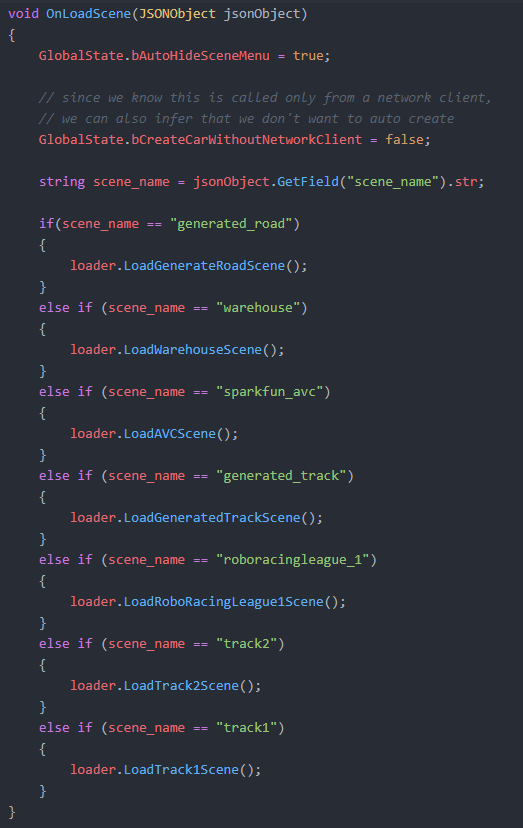 void OnLoadScene(JSONObject jsonObject)
{
    GlobalState.bAutoHideSceneMenu = true;

    // since we know this is called only from a network client,
    // we can also infer that we don't want to auto create
    GlobalState.bCreateCarWithoutNetworkClient = false;

    string scene_name = jsonObject.GetField("scene_name").str;

    if(scene_name == "generated_road")
    {
        loader.LoadGenerateRoadScene();
    }
    else if (scene_name == "warehouse")
    {
        loader.LoadWarehouseScene();
    }
    else if (scene_name == "sparkfun_avc")
    {
        loader.LoadAVCScene();
    }
    else if (scene_name == "generated_track")
    {
        loader.LoadGeneratedTrackScene();
    }
    else if (scene_name == "roboracingleague_1")
    {
        loader.LoadRoboRacingLeague1Scene();
    }
    else if (scene_name == "track2")
    {
        loader.LoadTrack2Scene();
    }
    else if (scene_name == "track1")
    {
        loader.LoadTrack1Scene();
    }
}